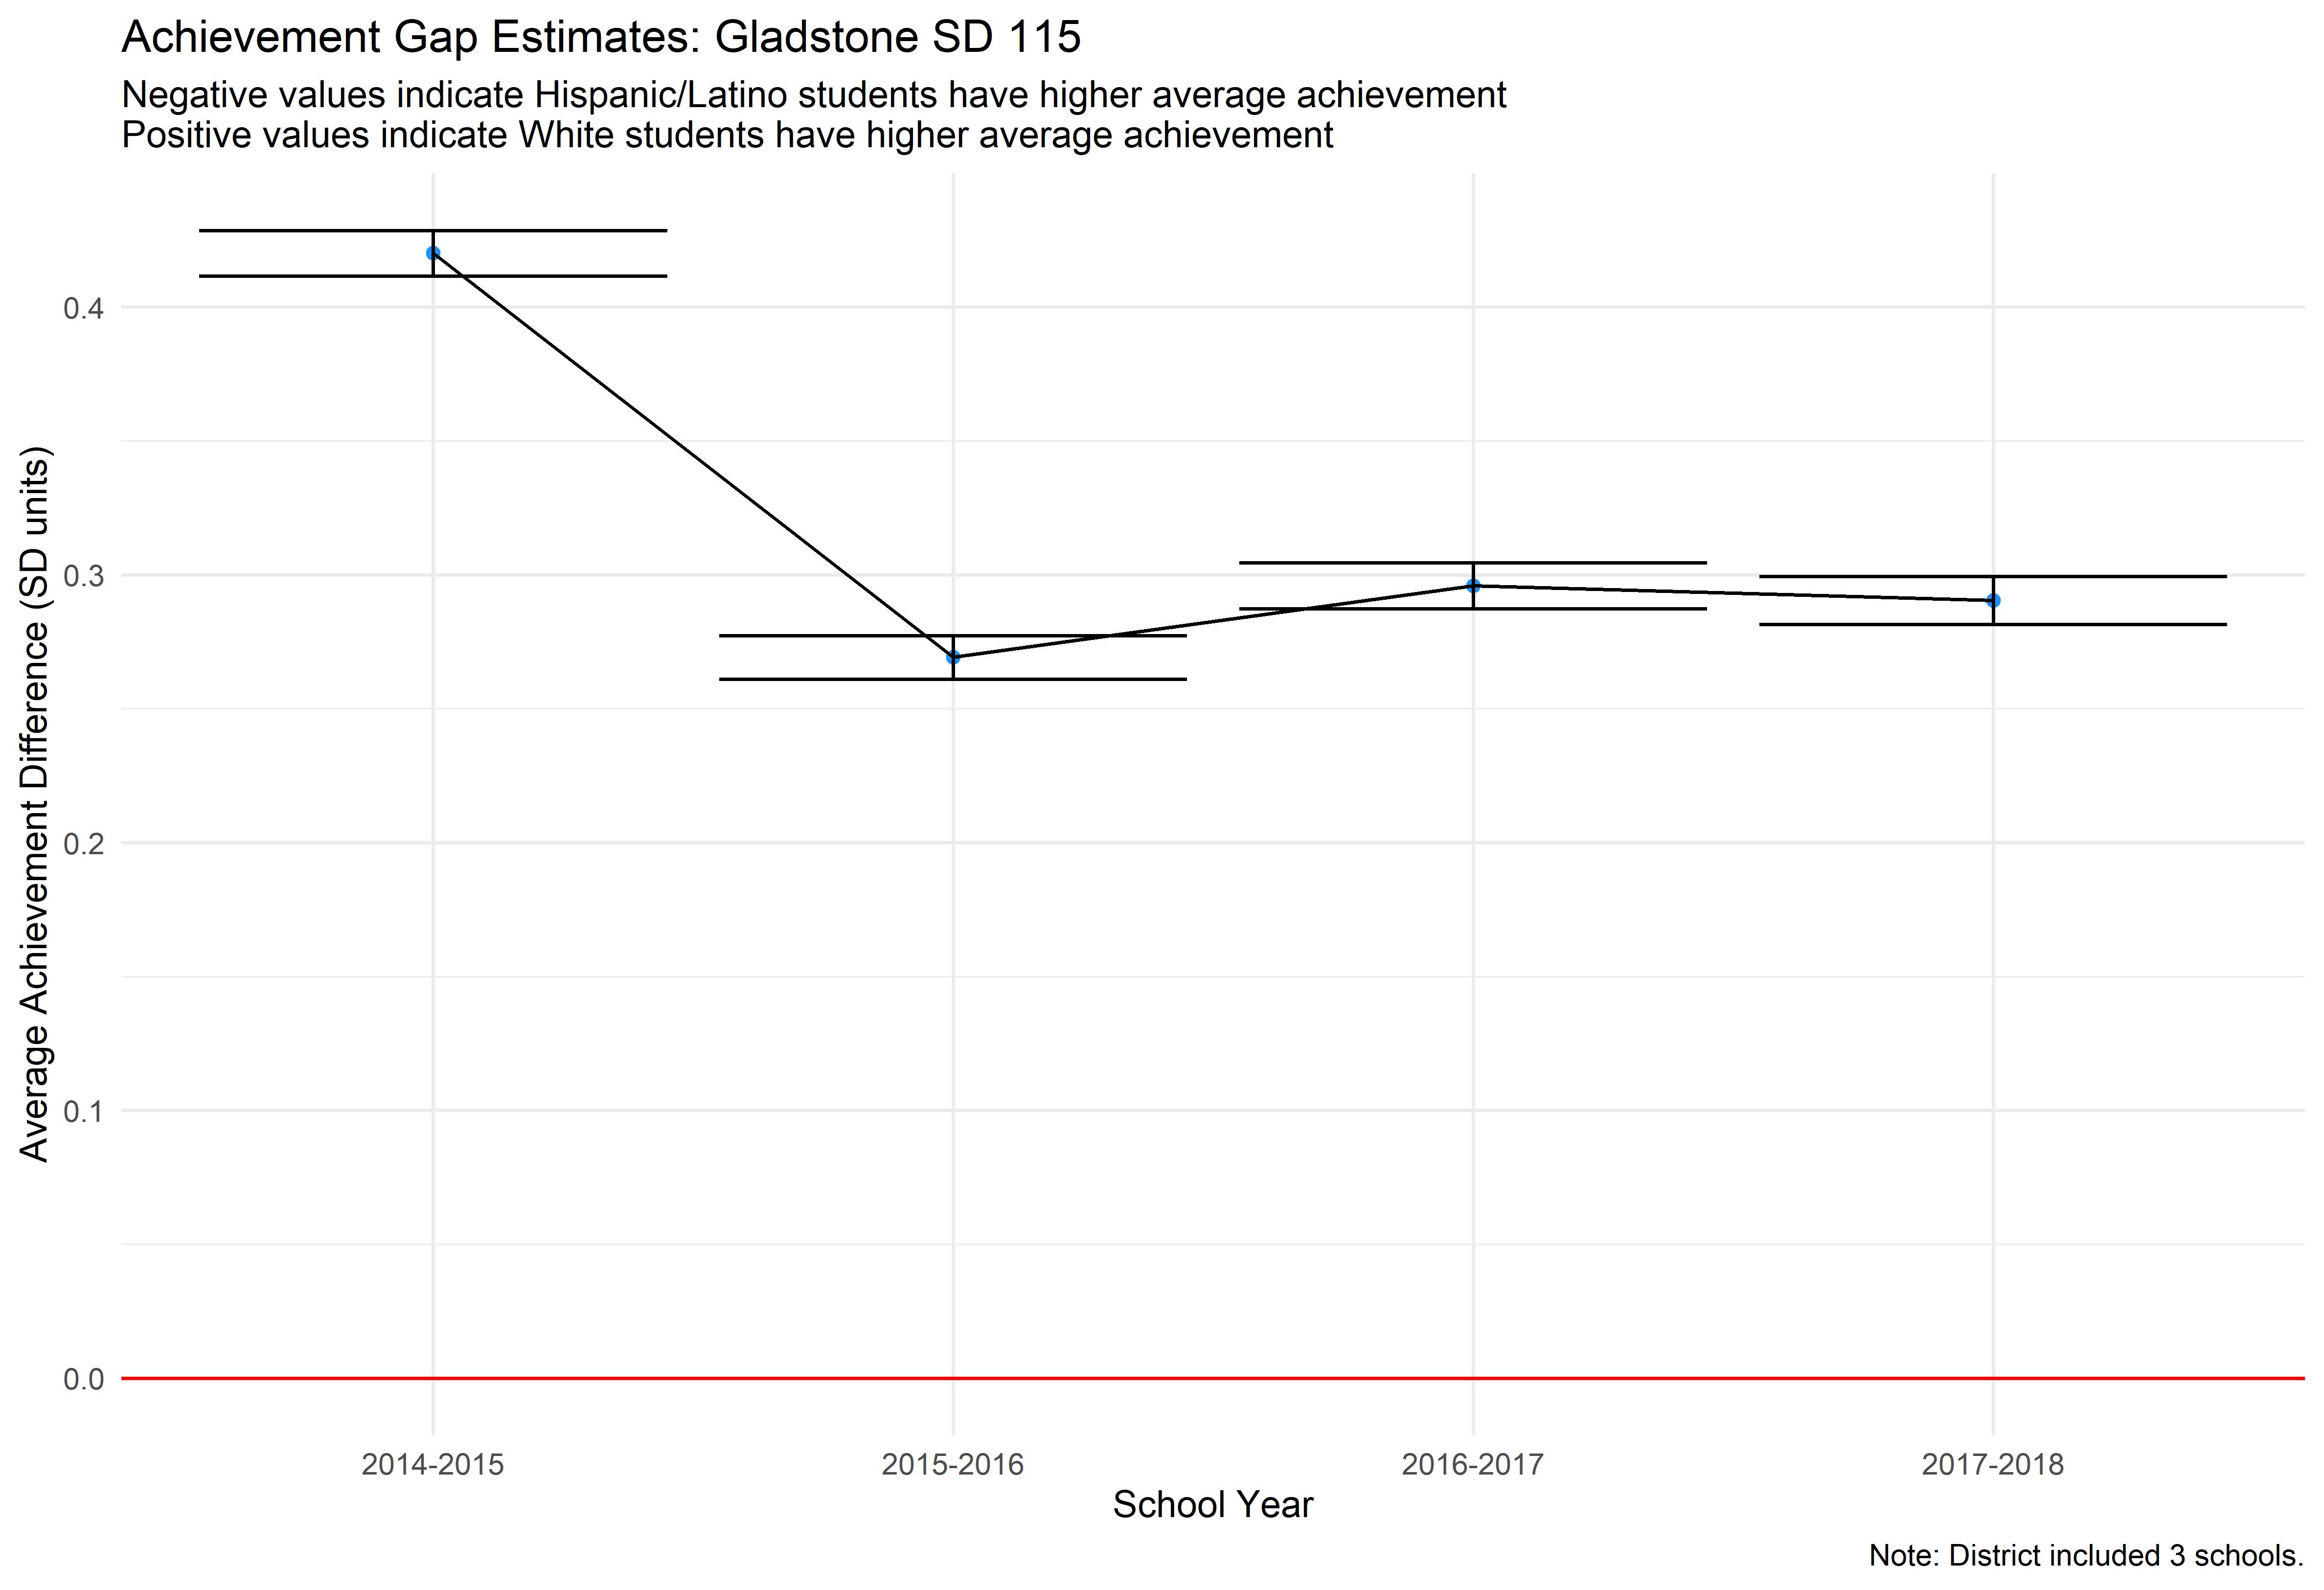 Achievement Gap Estimates: Gladstone SD 115
Negative values indicate Hispanic/Latino students have higher average achievement
Positive values indicate White students have higher average achievement
Average Achievement Difference (SD units)
0.4
0.3
0.2
0.1
0.0
2014-2015
2015-2016
2016-2017
2017-2018
School Year
Note: District included 3 schools.